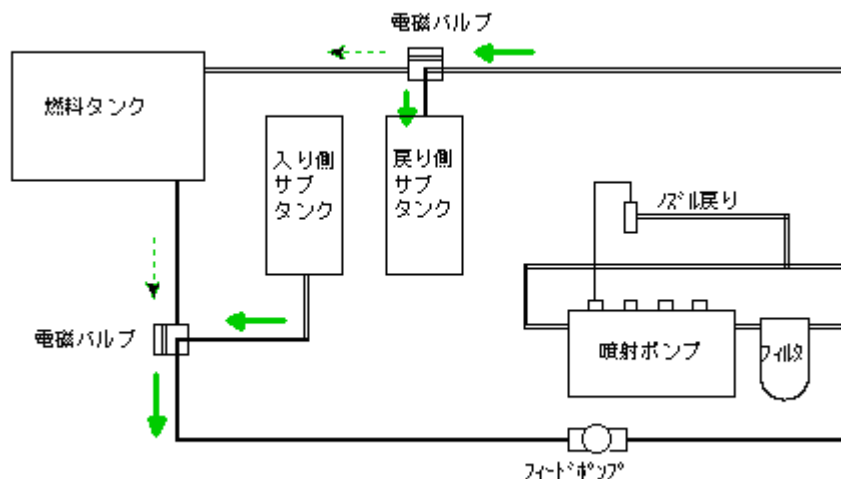 電磁バルブ
燃料タンク
入り側
サブ
タンク
戻り側
サブ
タンク
ﾉｽﾞﾙ戻り
電磁バルブ
噴射ポンプ
ﾌｨﾙﾀ
ﾌｨｰﾄﾞﾎﾟﾝﾌﾟ